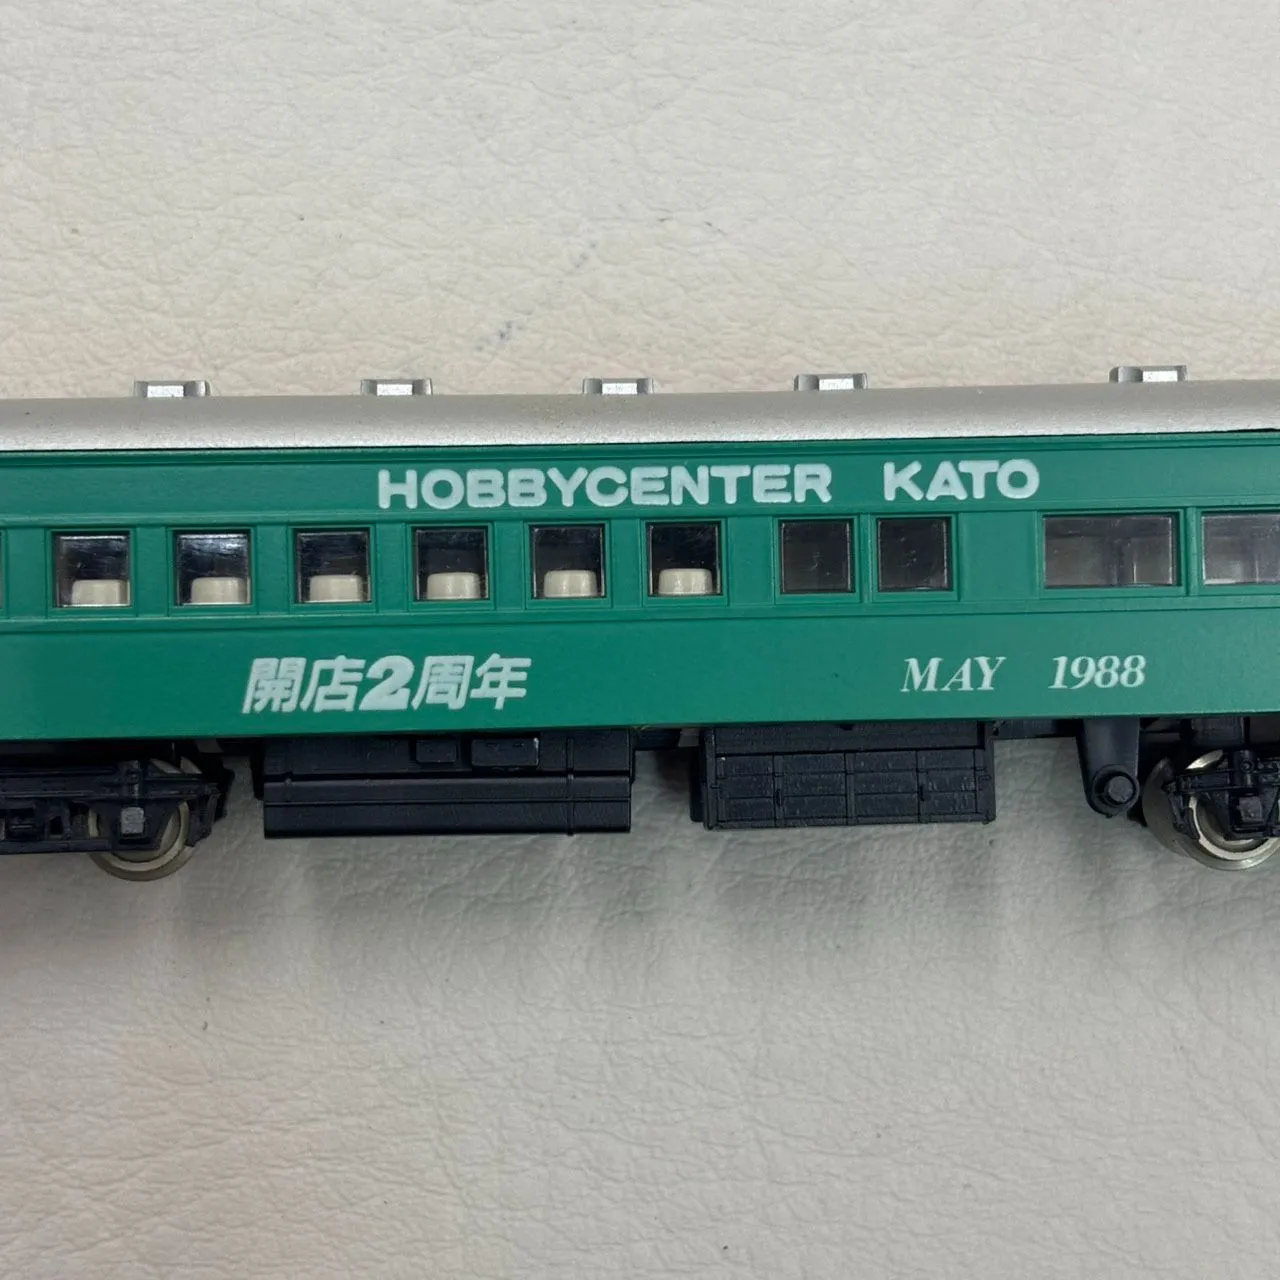 HOBBYCENTER KATO
開店2周年
MAY 1988